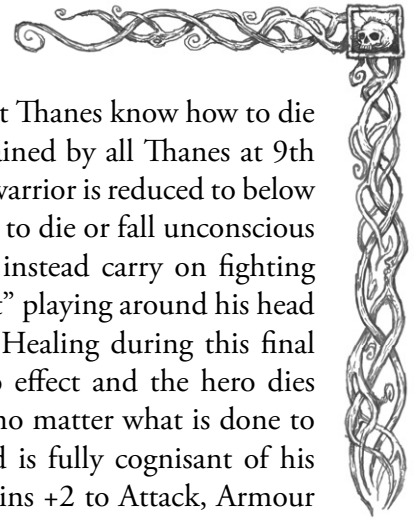 t Thanes know how to die
ined by all Thanes at 9th
warrior is reduced to below
to die or fall unconscious
instead carry on fighting
t” playing around his head
Healing during this final
o effect and the hero dies
no matter what is done to
d is fully cognisant of his
ins +2 to Attack, Armour